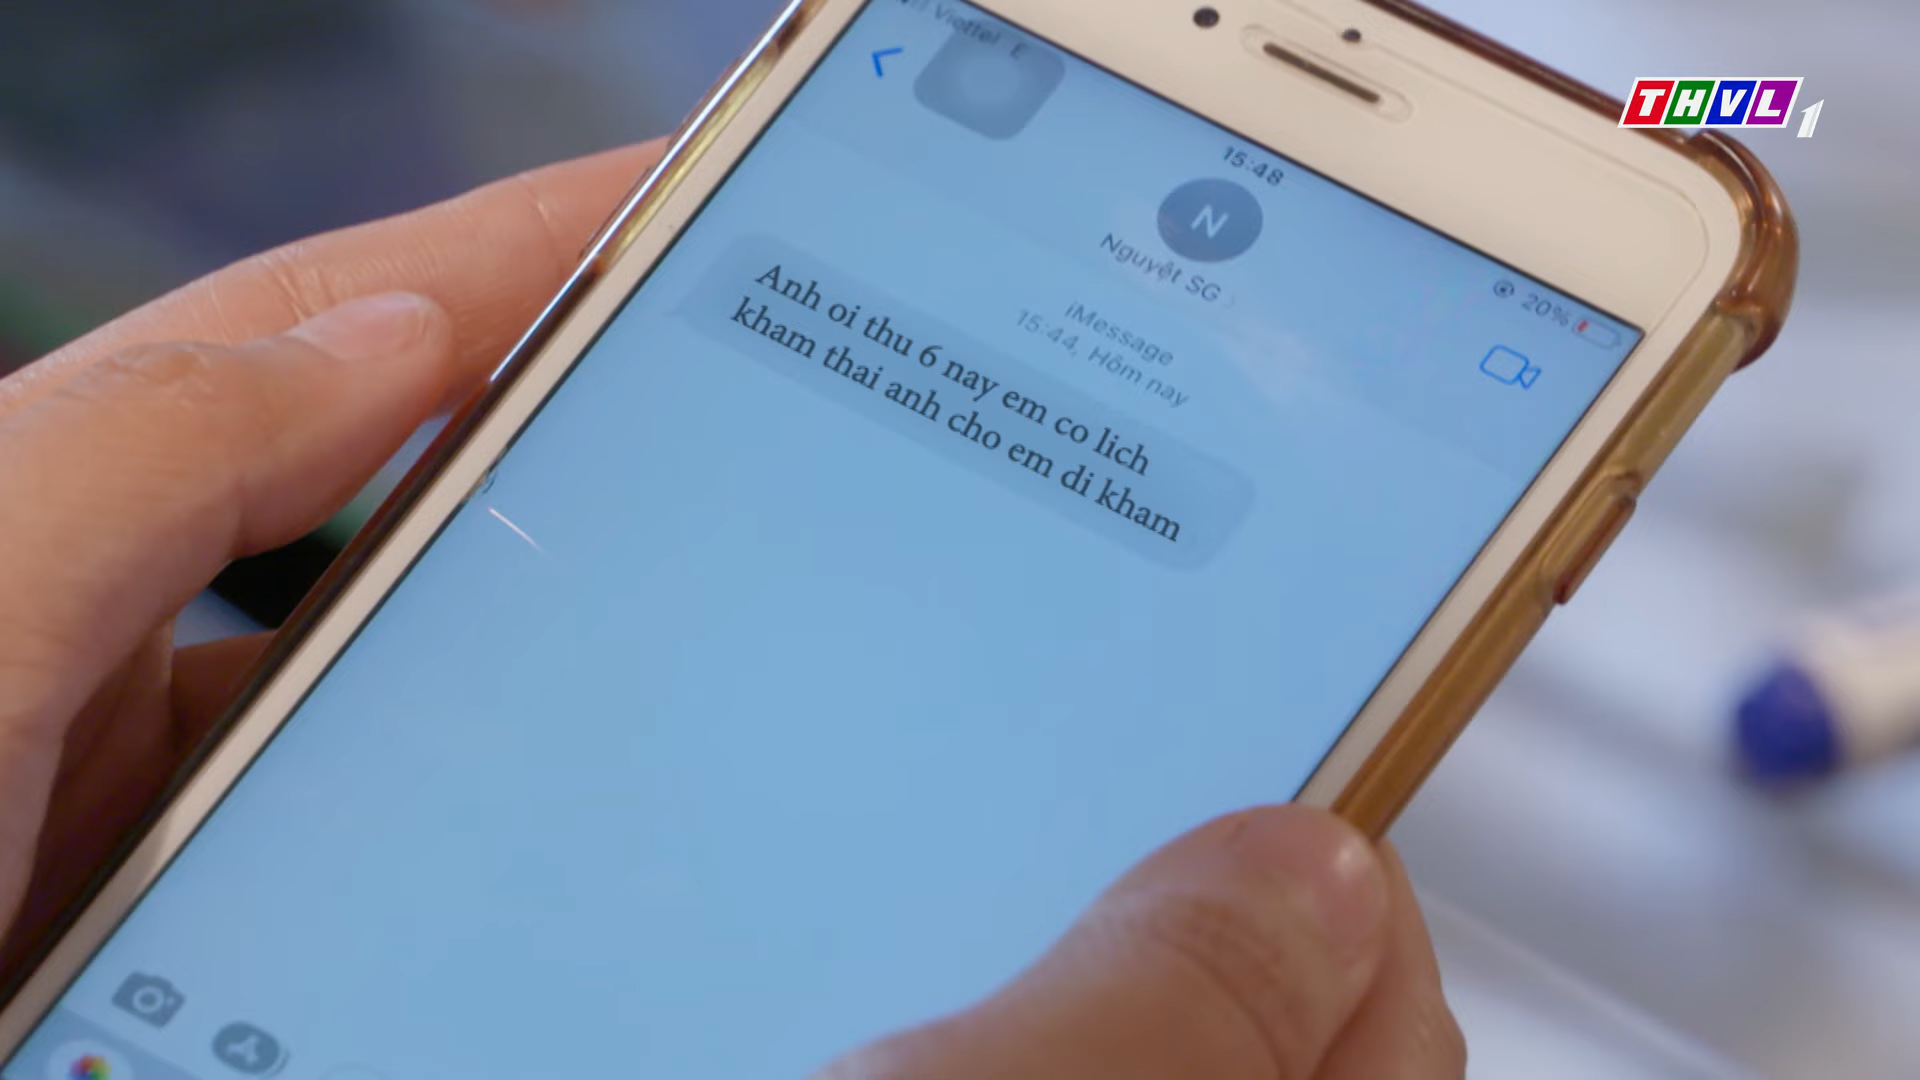 Viettel E
15:48
20%
N
Nguyệt SG
iMessage
15:44, Hôm nay
Anh oi thu 6 nay em co lich
kham thai anh cho em di kham
THVL1